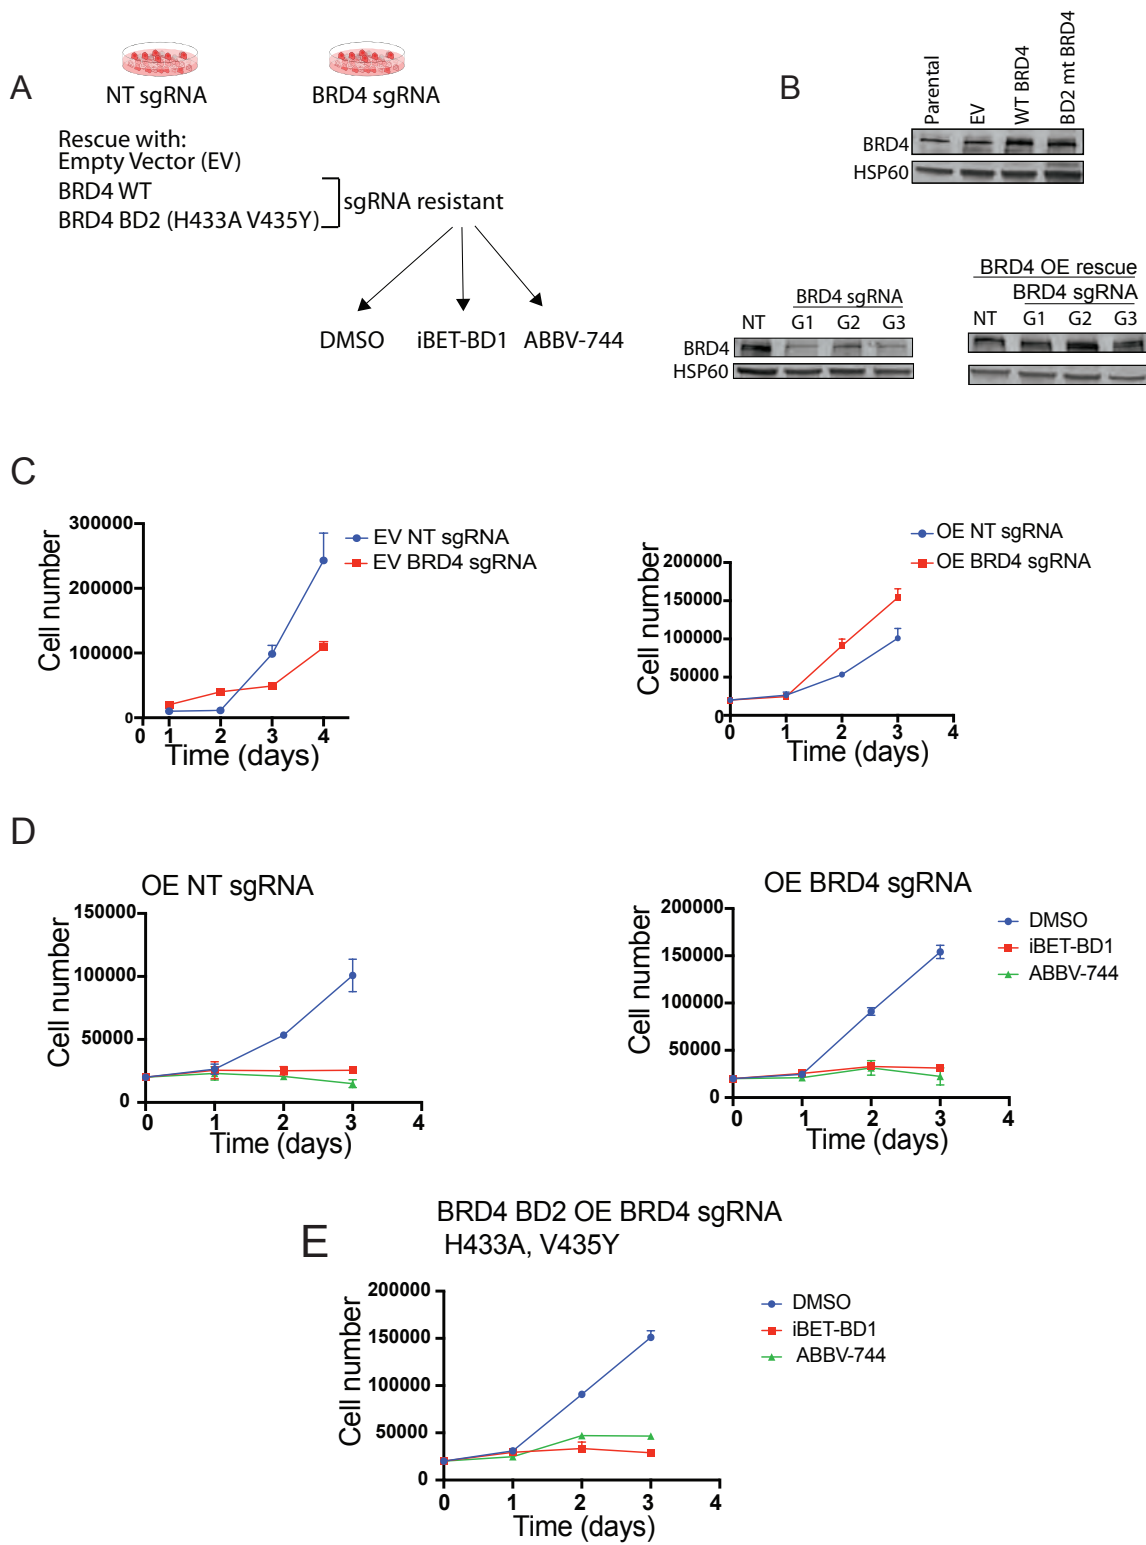 A
NT sgRNA
BRD4 sgRNA
Rescue with:
Empty Vector (EV)
BRD4 WT
BRD4 BD2 (H433A V435Y)
sgRNA resistant
DMSO
iBET-BD1
ABBV-744
B
Parental
EV
WT BRD4
BD2 mt BRD4
BRD4
HSP60
BRD4 sgRNA
NT G1 G2 G3
BRD4
HSP60
BRD4 OE rescue
BRD4 sgRNA
NT G1 G2 G3
C
Cell number
300000
200000
100000
0
0 1 2 3 4
Time (days)
EV NT sgRNA
EV BRD4 sgRNA
Cell number
200000
150000
100000
50000
0
0 1 2 3 4
Time (days)
OE NT sgRNA
OE BRD4 sgRNA
D
OE NT sgRNA
Cell number
150000
100000
50000
0
0 1 2 3 4
Time (days)
OE BRD4 sgRNA
Cell number
200000
150000
100000
50000
0
0 1 2 3 4
Time (days)
DMSO
iBET-BD1
ABBV-744
E
BRD4 BD2 OE BRD4 sgRNA
H433A, V435Y
Cell number
200000
150000
100000
50000
0
0 1 2 3 4
Time (days)
DMSO
iBET-BD1
ABBV-744